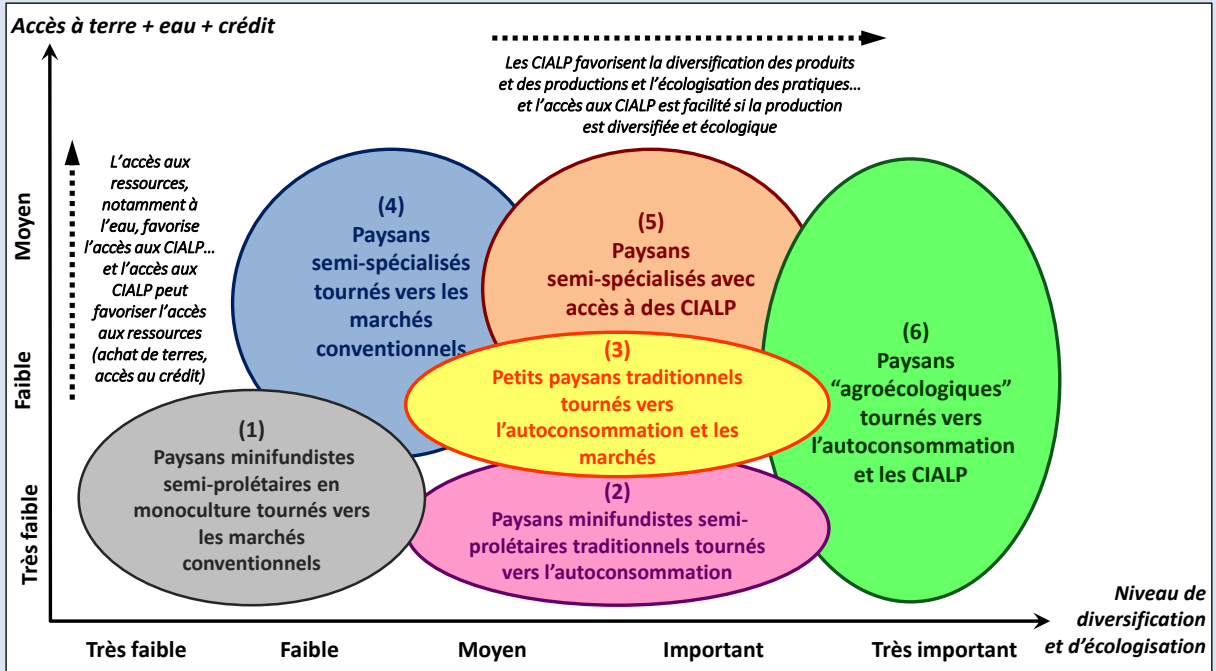 Accès à terre + eau + crédit
Les CIALP favorisent la diversification des produits
et des productions et l’écologisation des pratiques…
et l’accès aux CIALP est facilité si la production
est diversifiée et écologique
L’accès aux
ressources,
notamment à
l’eau, favorise
l’accès aux CIALP…
et l’accès aux
CIALP peut
favoriser l’accès
aux ressources
(achat de terres,
accès au crédit)
Moyen
Faible
Très faible
(4)
Paysans
semi-spécialisés
tournés vers les
marchés
conventionnels
(5)
Paysans
semi-spécialisés avec
accès à des CIALP
(6)
Paysans
“agroécologiques”
tournés vers
l’autoconsommation
et les CIALP
(3)
Petits paysans traditionnels
tournés vers
l’autoconsommation et les
marchés
(1)
Paysans minifundistes
semi-prolétaires en
monoculture tournés vers
les marchés
conventionnels
(2)
Paysans minifundistes semi-
prolétaires traditionnels tournés
vers l’autoconsommation
Très faible
Faible
Moyen
Important
Très important
Niveau de
diversification
et d’écologisation